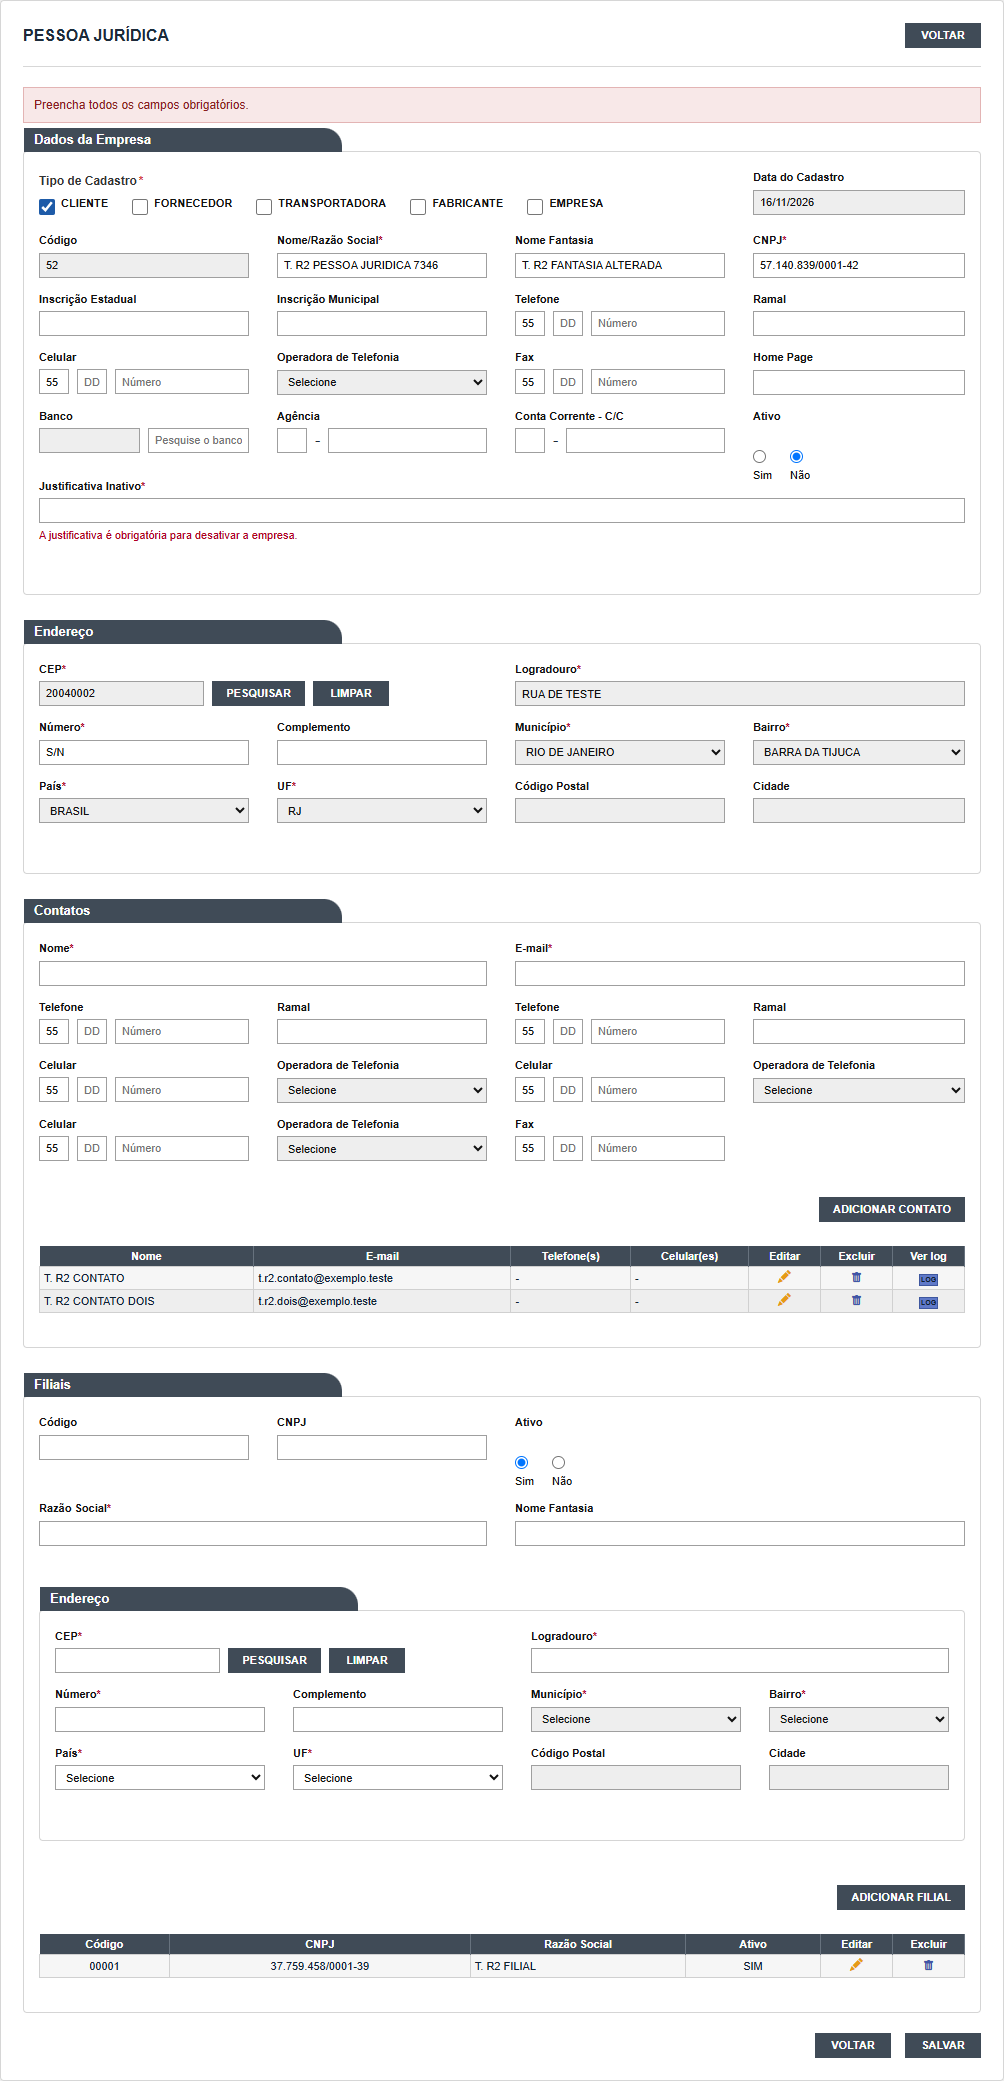 PESSOA JURÍDICA VOLTAR
Preencha todos os campos obrigatórios.
Dados da Empresa
Tipo de Cadastro* Data do Cadastro
CLIENTE FORNECEDOR TRANSPORTADORA FABRICANTE EMPRESA 16/11/2026
Código Nome/Razão Social* Nome Fantasia CNPJ*
52 T. R2 PESSOA JURIDICA 7346 T. R2 FANTASIA ALTERADA 57.140.839/0001-42
Inscrição Estadual Inscrição Municipal Telefone Ramal
55 DD Número
Celular Operadora de Telefonia Fax Home Page
55 DD Número Selecione 55 DD Número
Banco Agência Conta Corrente - C/C Ativo
Pesquise o banco - -
Sim Não
Justificativa Inativo*
A justificativa é obrigatória para desativar a empresa.
Endereço
CEP* Logradouro*
20040002 PESQUISAR LIMPAR RUA DE TESTE
Número* Complemento Município* Bairro*
S/N RIO DE JANEIRO BARRA DA TIJUCA
País* UF* Código Postal Cidade
BRASIL RJ
Contatos
Nome* E-mail*
Telefone Ramal Telefone Ramal
55 DD Número 55 DD Número
Celular Operadora de Telefonia Celular Operadora de Telefonia
55 DD Número Selecione 55 DD Número Selecione
Celular Operadora de Telefonia Fax
55 DD Número Selecione 55 DD Número
ADICIONAR CONTATO
Nome E-mail Telefone(s) Celular(es) Editar Excluir Ver log
T. R2 CONTATO t.r2.contato@exemplo.teste - - LOG
T. R2 CONTATO DOIS t.r2.dois@exemplo.teste - - LOG
Filiais
Código CNPJ Ativo
Sim Não
Razão Social* Nome Fantasia
Endereço
CEP* Logradouro*
PESQUISAR LIMPAR
Número* Complemento Município* Bairro*
Selecione Selecione
País* UF* Código Postal Cidade
Selecione Selecione
ADICIONAR FILIAL
Código CNPJ Razão Social Ativo Editar Excluir
00001 37.759.458/0001-39 T. R2 FILIAL SIM
VOLTAR SALVAR